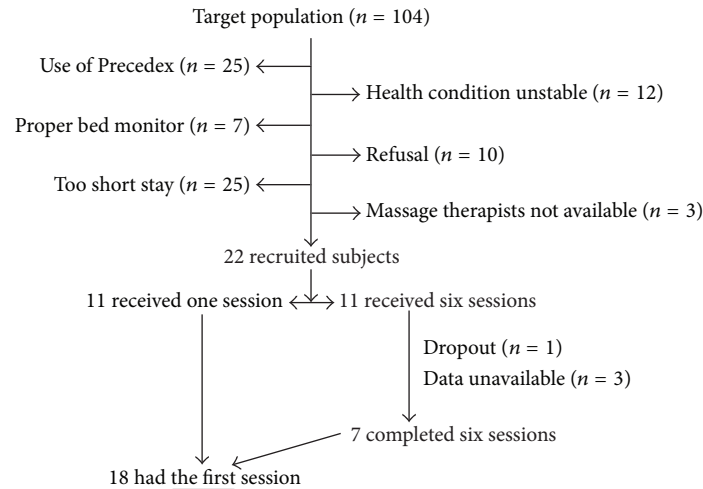 Target population (n = 104)
Use of Precedex (n = 25)
Health condition unstable (n = 12)
Proper bed monitor (n = 7)
Refusal (n = 10)
Too short stay (n = 25)
Massage therapists not available (n = 3)
22 recruited subjects
11 received one session
11 received six sessions
Dropout (n = 1)
Data unavailable (n = 3)
7 completed six sessions
18 had the first session